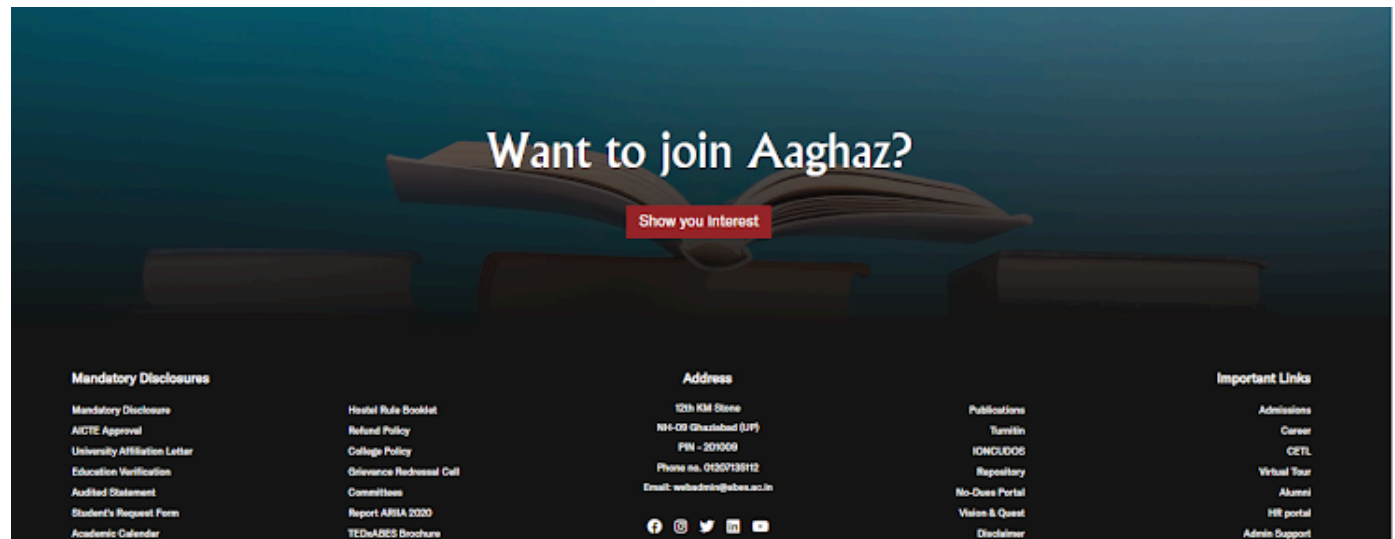 Want to join Aaghaz?
Show you Interest
Mandatory Disclosures
Mandatory Disclosure
AICTE Approval
University Affiliation Letter
Education Verification
Audited Statement
Student's Request Form
Academic Calendar
Hostel Rule Booklet
Refund Policy
College Policy
Grievance Redressal Cell
Committees
Report ARIIA 2020
TEDxABES Brochure
Address
12th KM Stone
NH-09 Ghaziabad (UP)
PIN - 201009
Phone no. 01207135112
Email: webadmin@abes.ac.in
Publications
Turnitin
IONCUDOS
Repository
No-Dues Portal
Vision & Quest
Disclaimer
Important Links
Admissions
Career
CETL
Virtual Tour
Alumni
HR portal
Admin Support